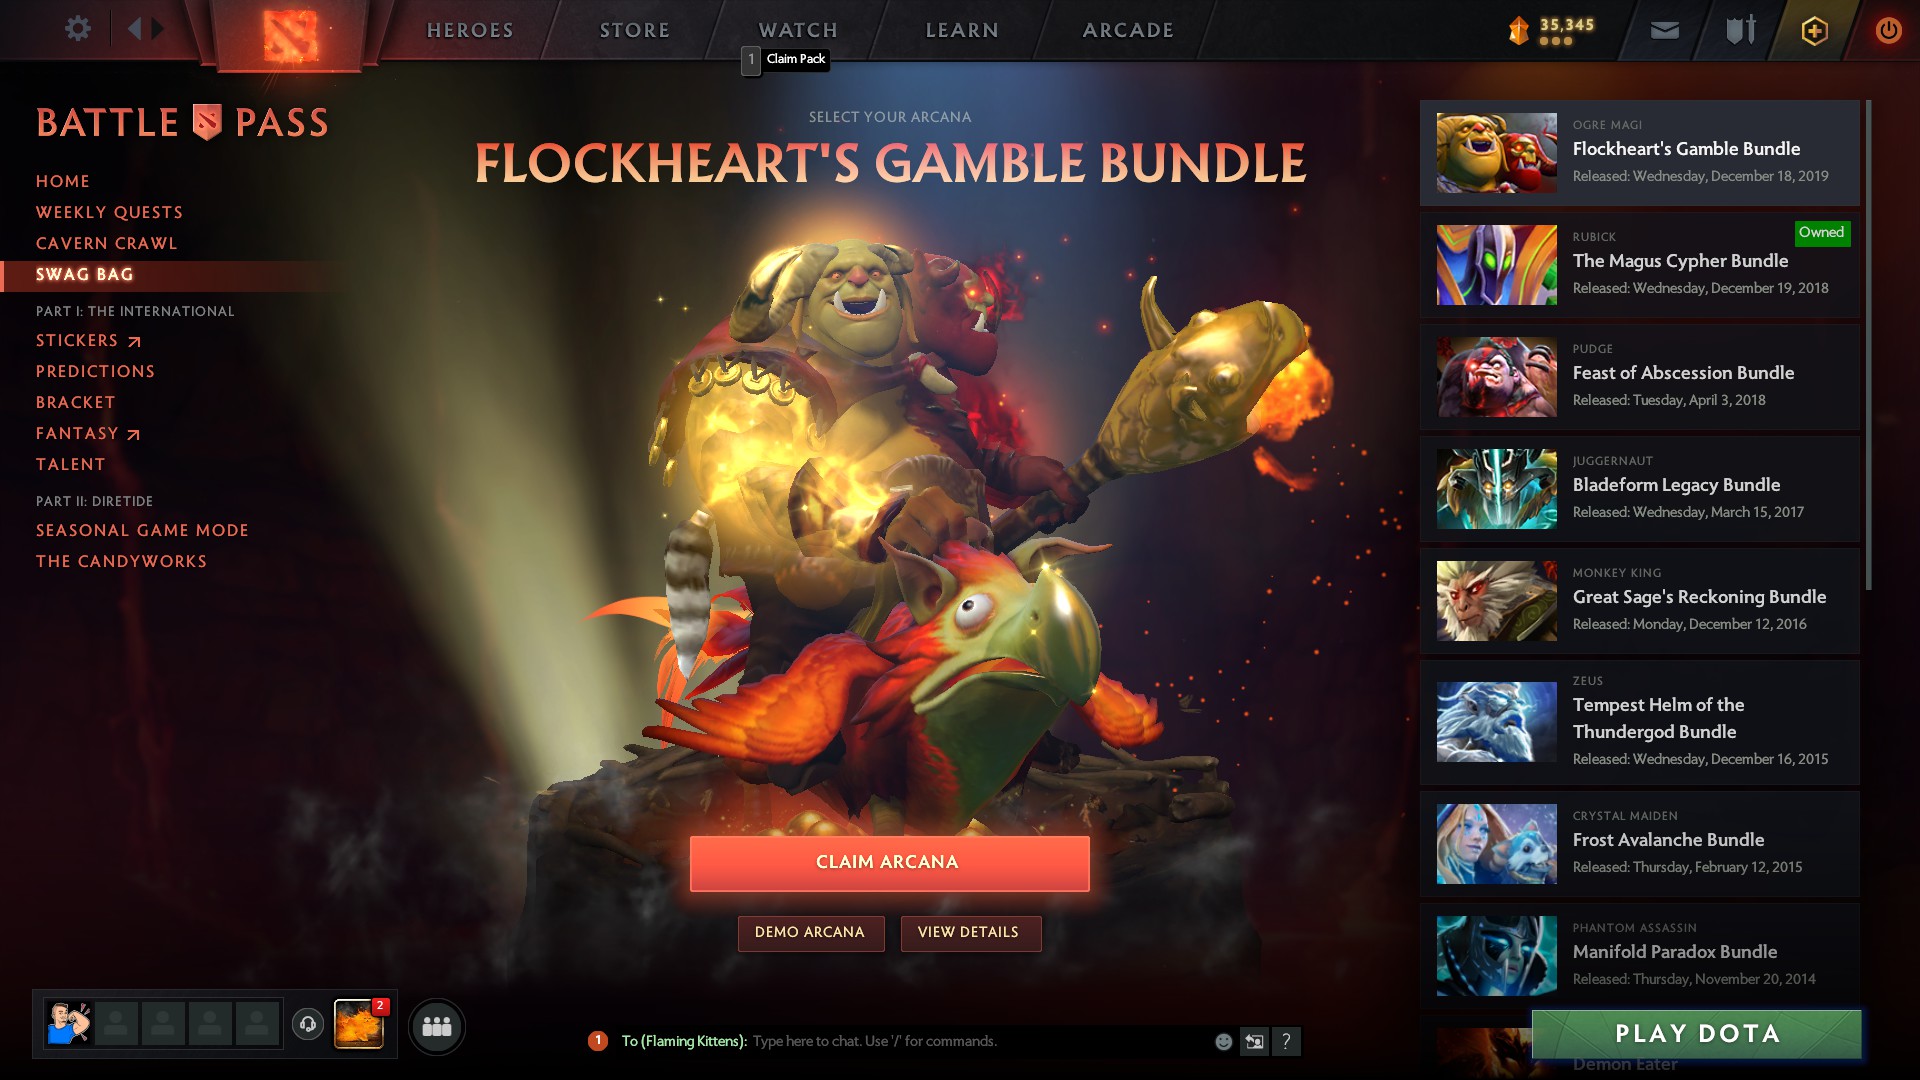 HEROES
STORE
WATCH
LEARN
ARCADE
35,345
1 Claim Pack
BATTLE PASS
HOME
WEEKLY QUESTS
CAVERN CRAWL
SWAG BAG
PART I: THE INTERNATIONAL
STICKERS
PREDICTIONS
BRACKET
FANTASY
TALENT
PART II: DIRETIDE
SEASONAL GAME MODE
THE CANDYWORKS
SELECT YOUR ARCANA
FLOCKHEART'S GAMBLE BUNDLE
CLAIM ARCANA
DEMO ARCANA
VIEW DETAILS
OGRE MAGI
Flockheart's Gamble Bundle
Released: Wednesday, December 18, 2019
RUBICK
Owned
The Magus Cypher Bundle
Released: Wednesday, December 19, 2018
PUDGE
Feast of Abscession Bundle
Released: Tuesday, April 3, 2018
JUGGERNAUT
Bladeform Legacy Bundle
Released: Wednesday, March 15, 2017
MONKEY KING
Great Sage's Reckoning Bundle
Released: Monday, December 12, 2016
ZEUS
Tempest Helm of the
Thundergod Bundle
Released: Wednesday, December 16, 2015
CRYSTAL MAIDEN
Frost Avalanche Bundle
Released: Thursday, February 12, 2015
PHANTOM ASSASSIN
Manifold Paradox Bundle
Released: Thursday, November 20, 2014
Demon Eater
PLAY DOTA
2
1
To (Flaming Kittens): Type here to chat. Use '/' for commands.
?